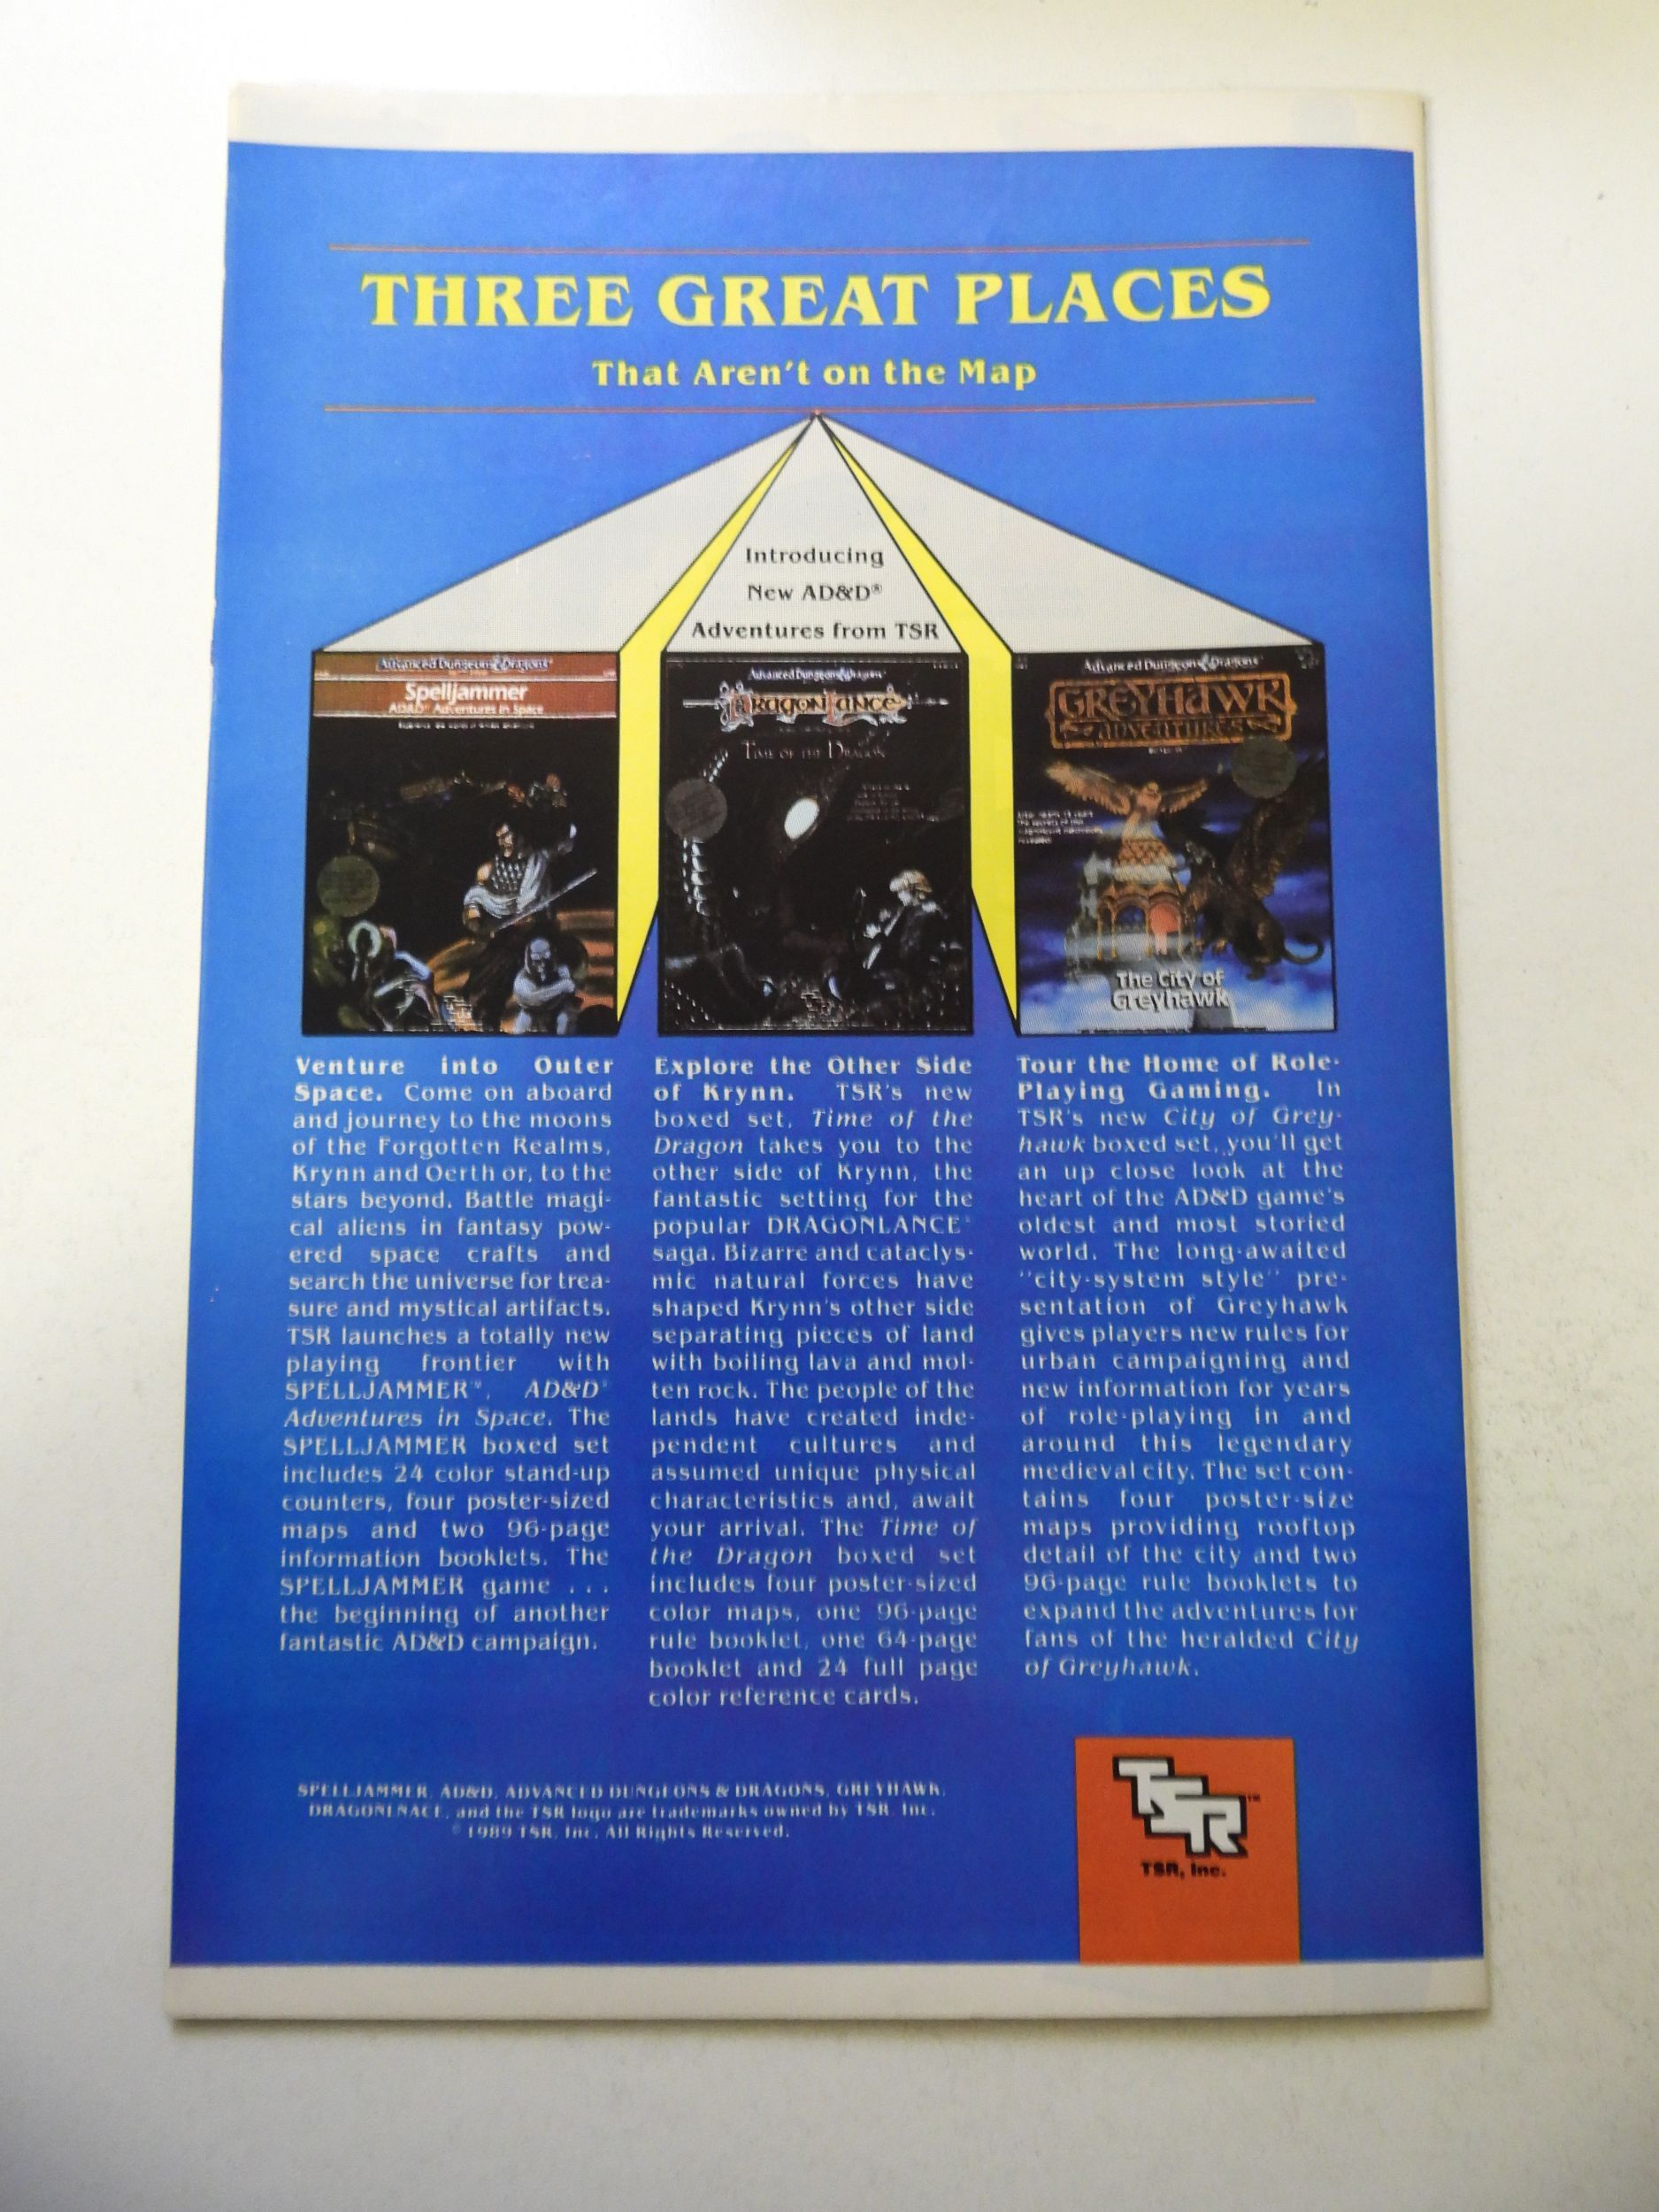 THREE GREAT PLACES
That Aren't on the Map
Introducing
New AD&D®
Adventures from TSR
Advanced Dungeons & Dragons
Spelljammer
AD&D® Adventures in Space
Advanced Dungeons & Dragons
DRAGONLANCE
TIME OF THE DRAGON
Advanced Dungeons & Dragons
GREYHAWK
ADVENTURES
The City of
Greyhawk
Venture into Outer
Space. Come on aboard
and journey to the moons
of the Forgotten Realms,
Krynn and Oerth or, to the
stars beyond. Battle magi-
cal aliens in fantasy pow-
ered space crafts and
search the universe for trea-
sure and mystical artifacts.
TSR launches a totally new
playing frontier with
SPELLJAMMER™, AD&D®
Adventures in Space. The
SPELLJAMMER boxed set
includes 24 color stand-up
counters, four poster-sized
maps and two 96-page
information booklets. The
SPELLJAMMER game . . .
the beginning of another
fantastic AD&D campaign.
Explore the Other Side
of Krynn. TSR's new
boxed set, Time of the
Dragon takes you to the
other side of Krynn, the
fantastic setting for the
popular DRAGONLANCE®
saga. Bizarre and cataclys-
mic natural forces have
shaped Krynn's other side
separating pieces of land
with boiling lava and mol-
ten rock. The people of the
lands have created inde-
pendent cultures and
assumed unique physical
characteristics and, await
your arrival. The Time of
the Dragon boxed set
includes four poster-sized
color maps, one 96-page
rule booklet, one 64-page
booklet and 24 full page
color reference cards.
Tour the Home of Role-
Playing Gaming. In
TSR's new City of Grey-
hawk boxed set, you'll get
an up close look at the
heart of the AD&D game's
oldest and most storied
world. The long-awaited
"city-system style" pre-
sentation of Greyhawk
gives players new rules for
urban campaigning and
new information for years
of role-playing in and
around this legendary
medieval city. The set con-
tains four poster-size
maps providing rooftop
detail of the city and two
96-page rule booklets to
expand the adventures for
fans of the heralded City
of Greyhawk.
SPELLJAMMER, AD&D, ADVANCED DUNGEONS & DRAGONS, GREYHAWK,
DRAGONLNACE, and the TSR logo are trademarks owned by TSR, Inc.
©1989 TSR, Inc. All Rights Reserved.
TSR™
TSR, Inc.